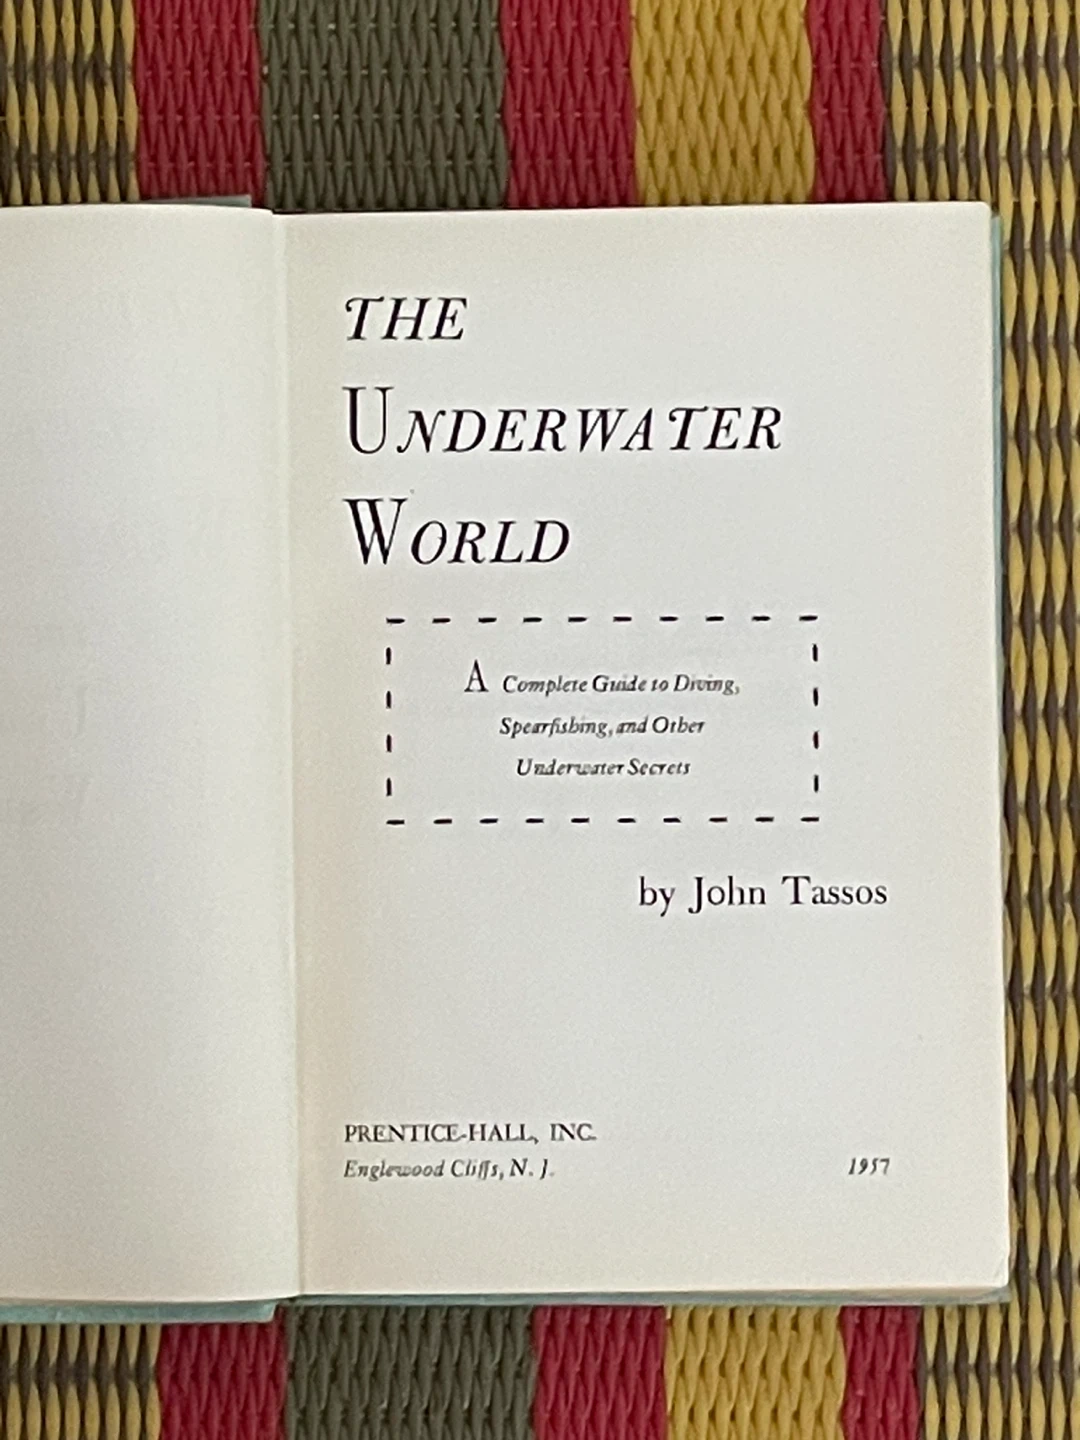 THE
UNDERWATER
WORLD
A Complete Guide to Diving,
Spearfishing, and Other
Underwater Secrets
by John Tassos
PRENTICE-HALL, INC.
Englewood Cliffs, N. J.
1957